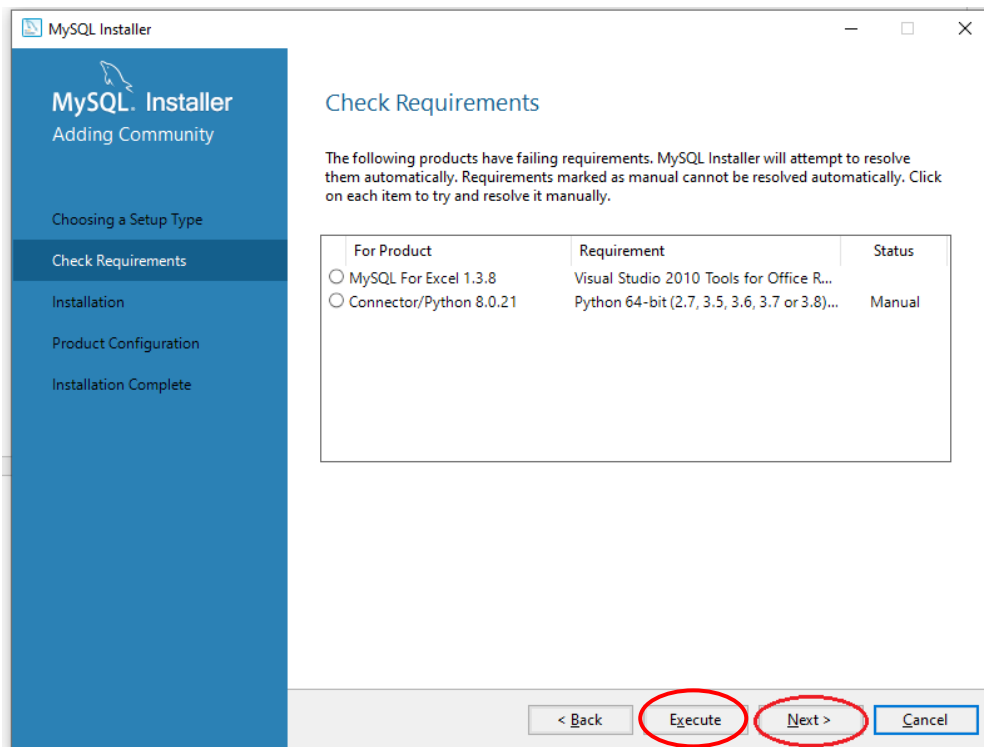 MySQL Installer
MySQL. Installer
Adding Community
Choosing a Setup Type
Check Requirements
Installation
Product Configuration
Installation Complete
Check Requirements
The following products have failing requirements. MySQL Installer will attempt to resolve
them automatically. Requirements marked as manual cannot be resolved automatically. Click
on each item to try and resolve it manually.
For Product Requirement Status
MySQL For Excel 1.3.8 Visual Studio 2010 Tools for Office R...
Connector/Python 8.0.21 Python 64-bit (2.7, 3.5, 3.6, 3.7 or 3.8)... Manual
< Back Execute Next > Cancel